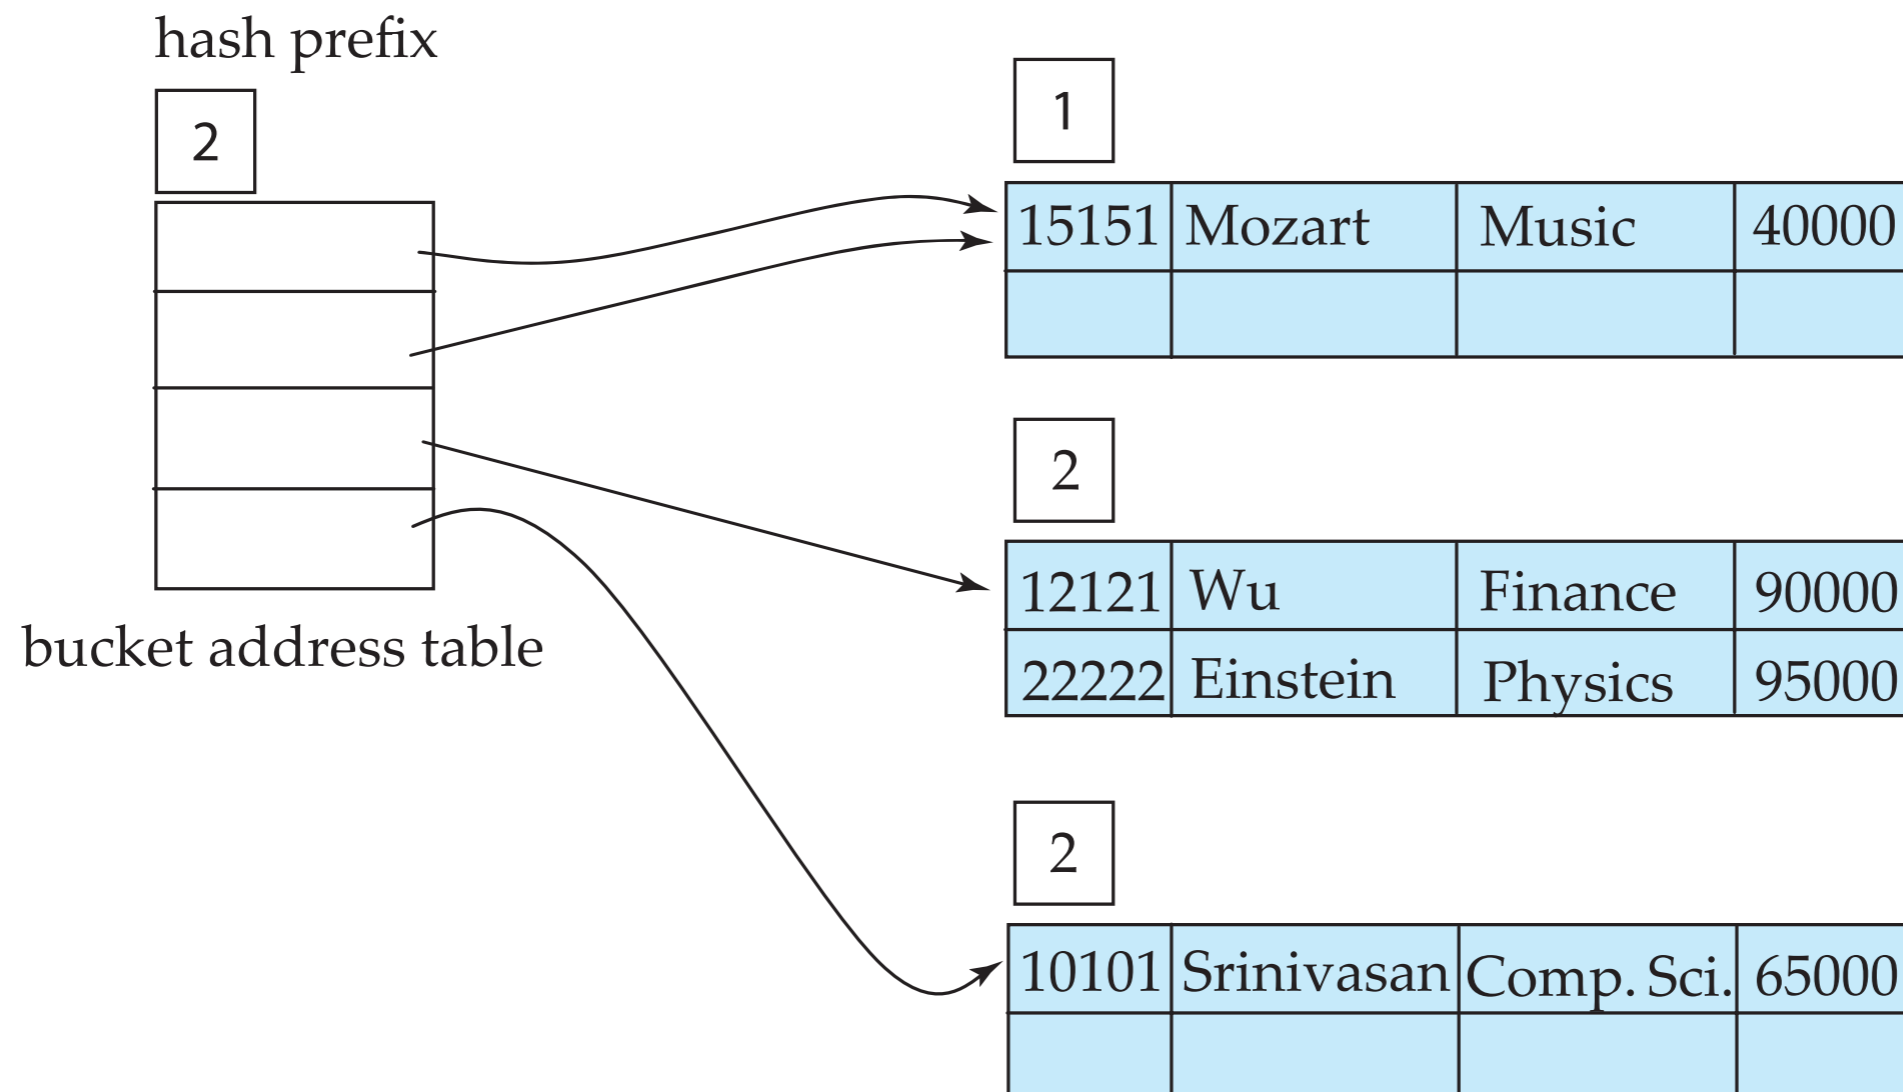 hash prefix
2
bucket address table
1
15151 Mozart Music 40000
2
12121 Wu Finance 90000
22222 Einstein Physics 95000
2
10101 Srinivasan Comp. Sci. 65000